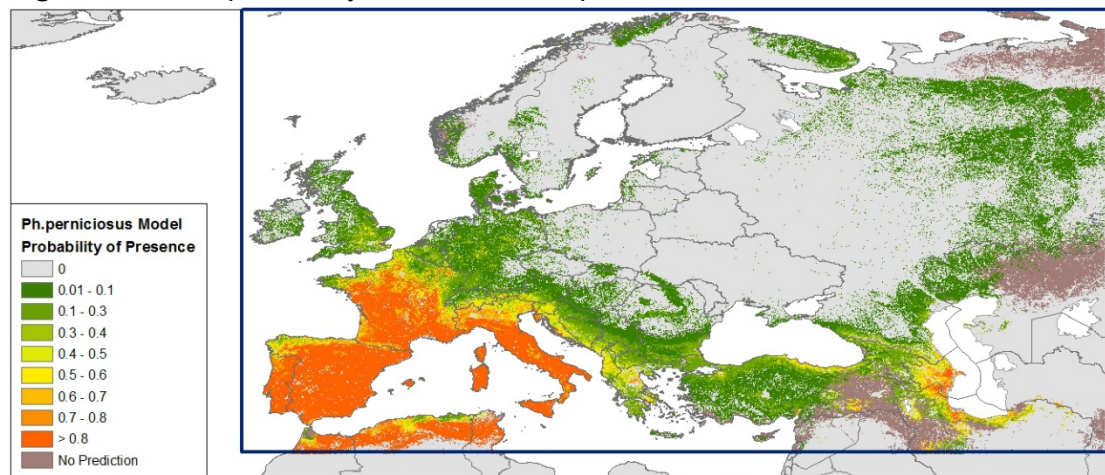 Ph.perniciosus Model
Probability of Presence
0
0.01 - 0.1
0.1 - 0.3
0.3 - 0.4
0.4 - 0.5
0.5 - 0.6
0.6 - 0.7
0.7 - 0.8
> 0.8
No Prediction